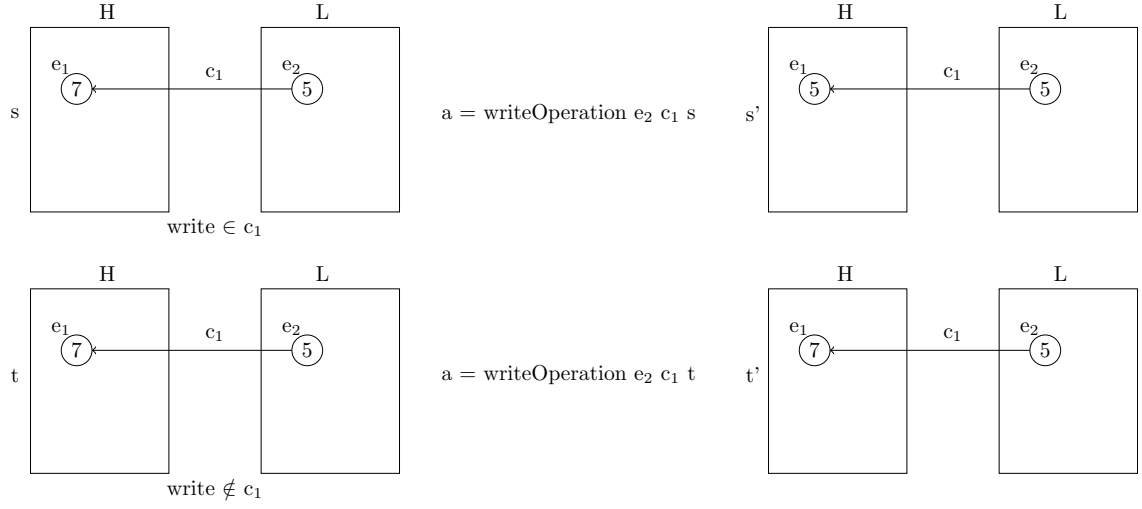 H L H L
e₁ 7 c₁ e₂ 5 e₁ 5 c₁ e₂ 5
s a = writeOperation e₂ c₁ s s'
write ∈ c₁
H L H L
e₁ 7 c₁ e₂ 5 e₁ 7 c₁ e₂ 5
t a = writeOperation e₂ c₁ t t'
write ∉ c₁